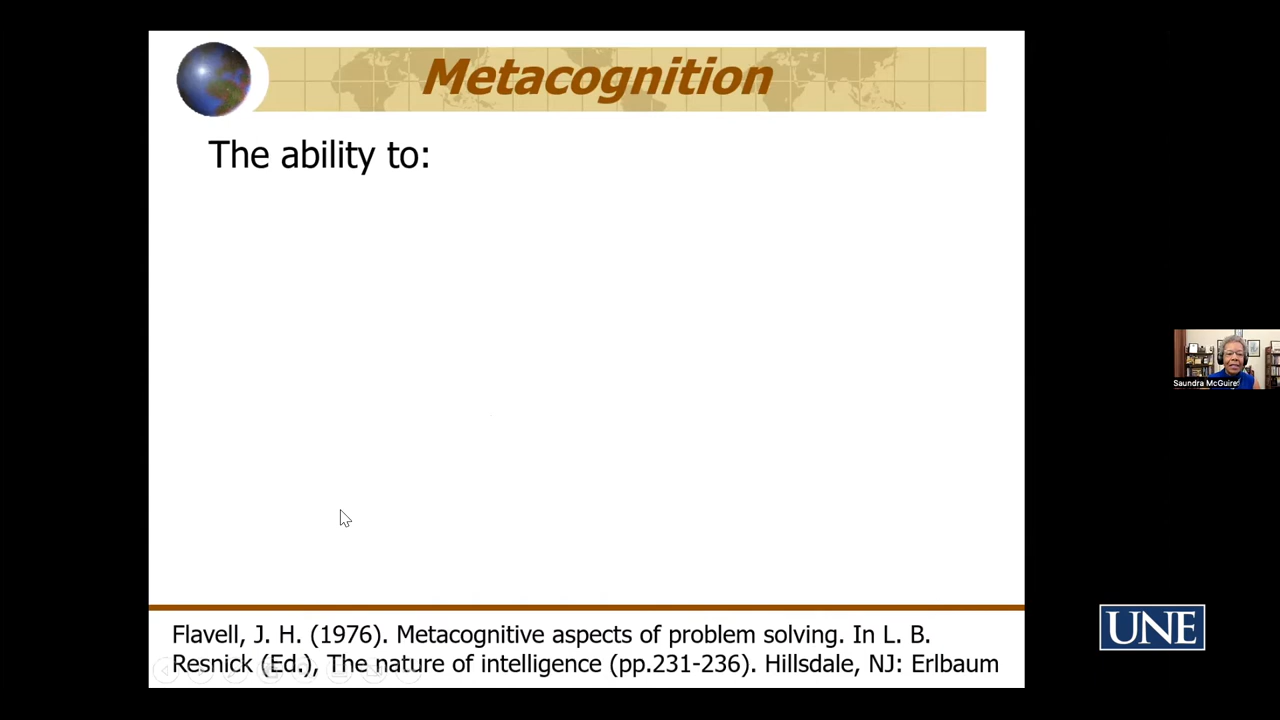 Metacognition
The ability to:
Saundra McGuire
UNE
Flavell, J. H. (1976). Metacognitive aspects of problem solving. In L. B.
Resnick (Ed.), The nature of intelligence (pp.231-236). Hillsdale, NJ: Erlbaum